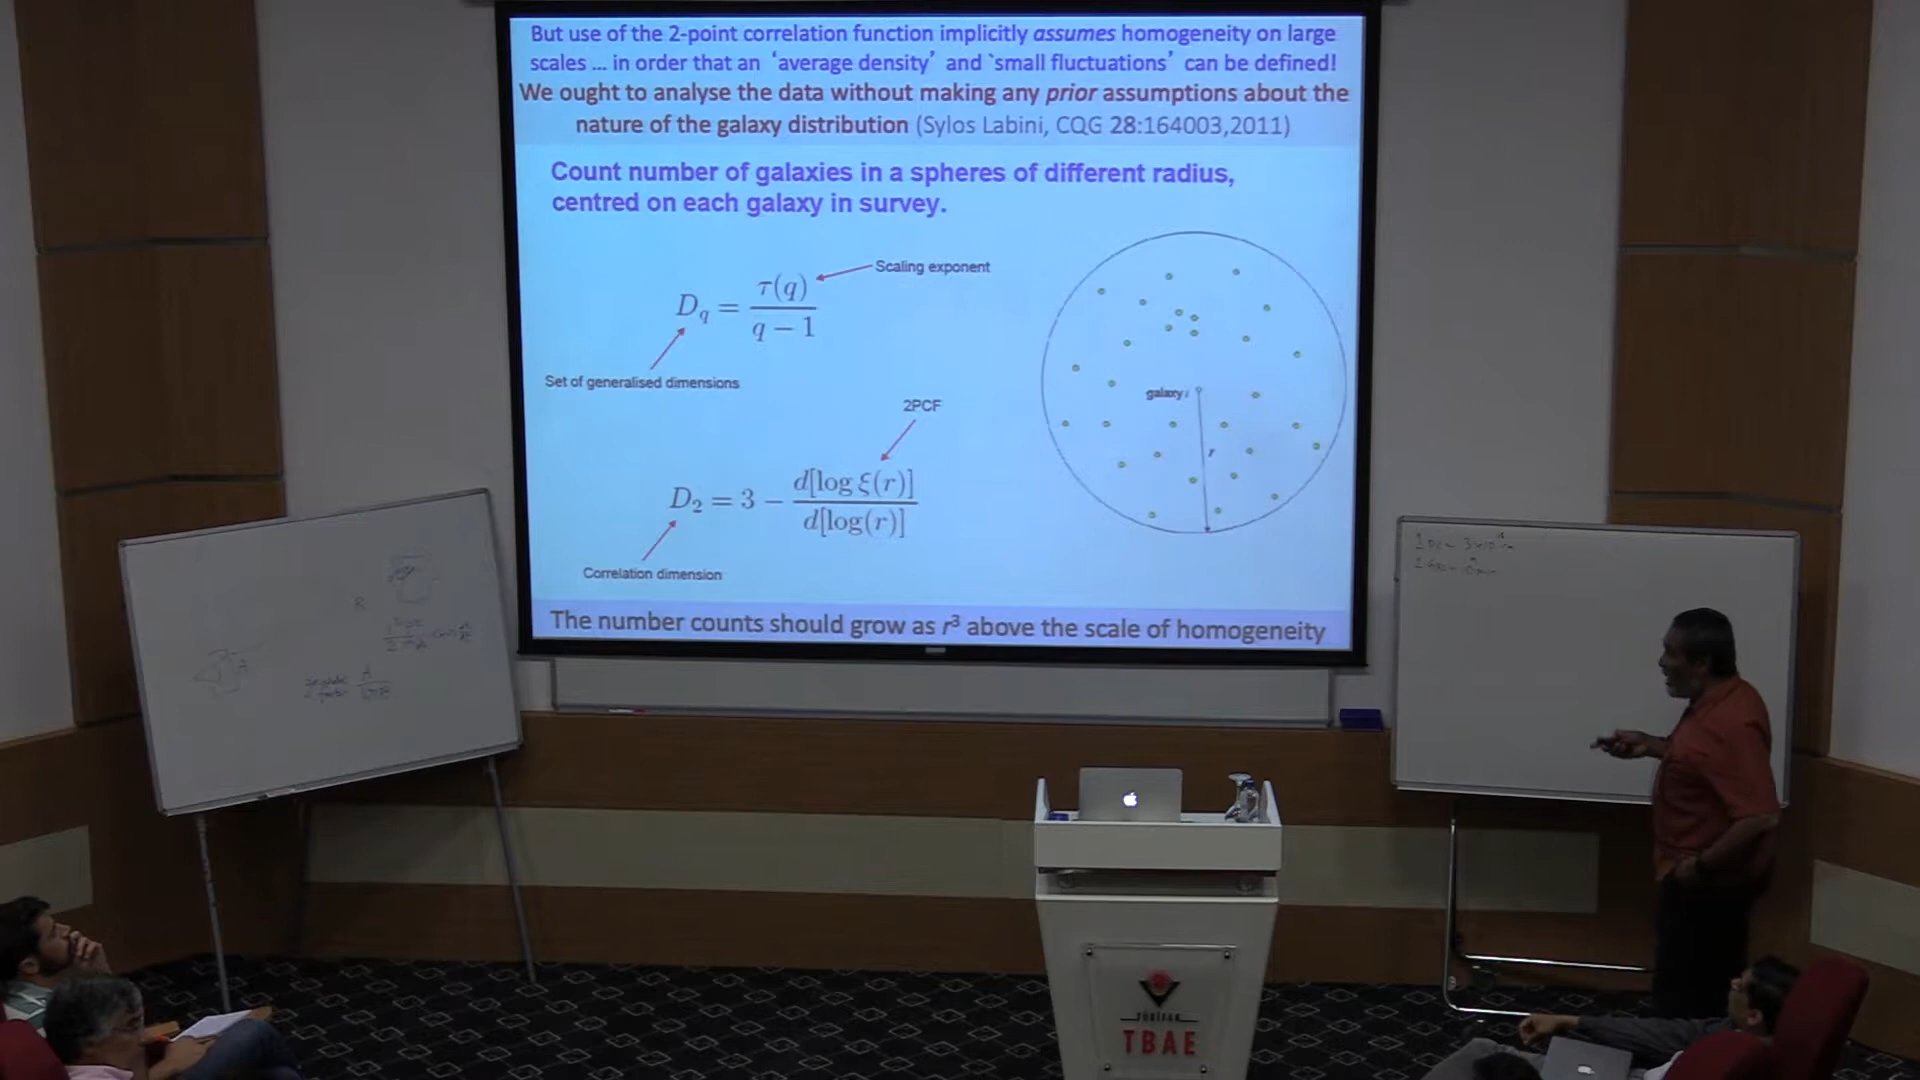 But use of the 2-point correlation function implicitly assumes homogeneity on large
scales ... in order that an ‘average density’ and `small fluctuations’ can be defined!
We ought to analyse the data without making any prior assumptions about the
nature of the galaxy distribution (Sylos Labini, CQG 28:164003,2011)
Count number of galaxies in a spheres of different radius,
centred on each galaxy in survey.
Scaling exponent
D_q = τ(q) / (q − 1)
Set of generalised dimensions
galaxy i
r
2PCF
D_2 = 3 − d[log ξ(r)] / d[log(r)]
Correlation dimension
The number counts should grow as r³ above the scale of homogeneity
TÜBİTAK
TBAE